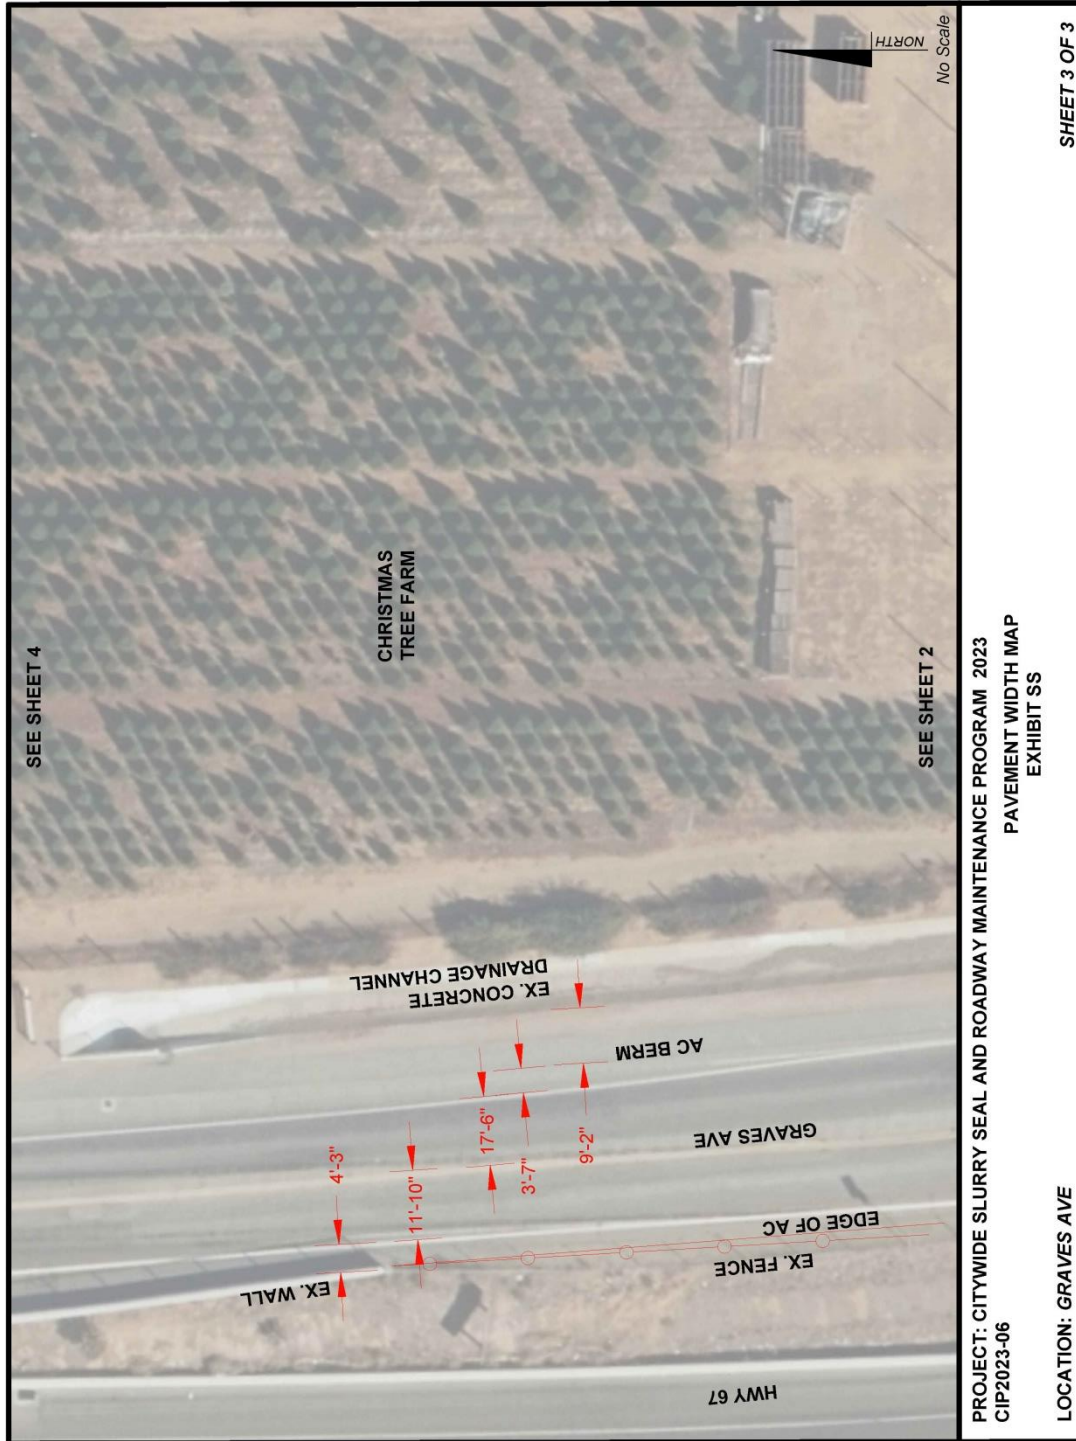 SEE SHEET 4
NORTH
No Scale
CHRISTMAS
TREE FARM
EX. CONCRETE
DRAINAGE CHANNEL
AC BERM
4'-3"
11'-10"
17'-6"
3'-7"
9'-2"
GRAVES AVE
EDGE OF AC
EX. FENCE
EX. WALL
HWY 67
SEE SHEET 2
PROJECT: CITYWIDE SLURRY SEAL AND ROADWAY MAINTENANCE PROGRAM 2023
CIP2023-06
PAVEMENT WIDTH MAP
EXHIBIT SS
LOCATION: GRAVES AVE
SHEET 3 OF 3